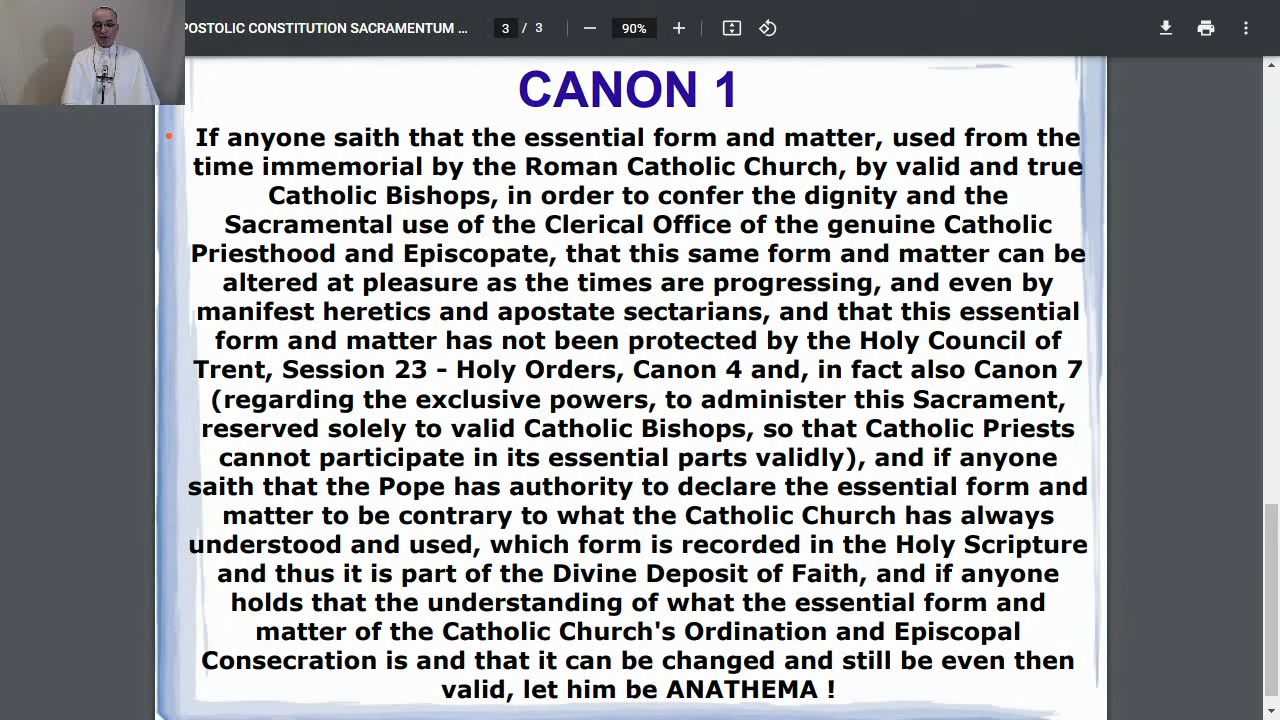 POSTOLIC CONSTITUTION SACRAMENTUM ...
3 / 3
90%
CANON 1
If anyone saith that the essential form and matter, used from the
time immemorial by the Roman Catholic Church, by valid and true
Catholic Bishops, in order to confer the dignity and the
Sacramental use of the Clerical Office of the genuine Catholic
Priesthood and Episcopate, that this same form and matter can be
altered at pleasure as the times are progressing, and even by
manifest heretics and apostate sectarians, and that this essential
form and matter has not been protected by the Holy Council of
Trent, Session 23 - Holy Orders, Canon 4 and, in fact also Canon 7
(regarding the exclusive powers, to administer this Sacrament,
reserved solely to valid Catholic Bishops, so that Catholic Priests
cannot participate in its essential parts validly), and if anyone
saith that the Pope has authority to declare the essential form and
matter to be contrary to what the Catholic Church has always
understood and used, which form is recorded in the Holy Scripture
and thus it is part of the Divine Deposit of Faith, and if anyone
holds that the understanding of what the essential form and
matter of the Catholic Church's Ordination and Episcopal
Consecration is and that it can be changed and still be even then
valid, let him be ANATHEMA !